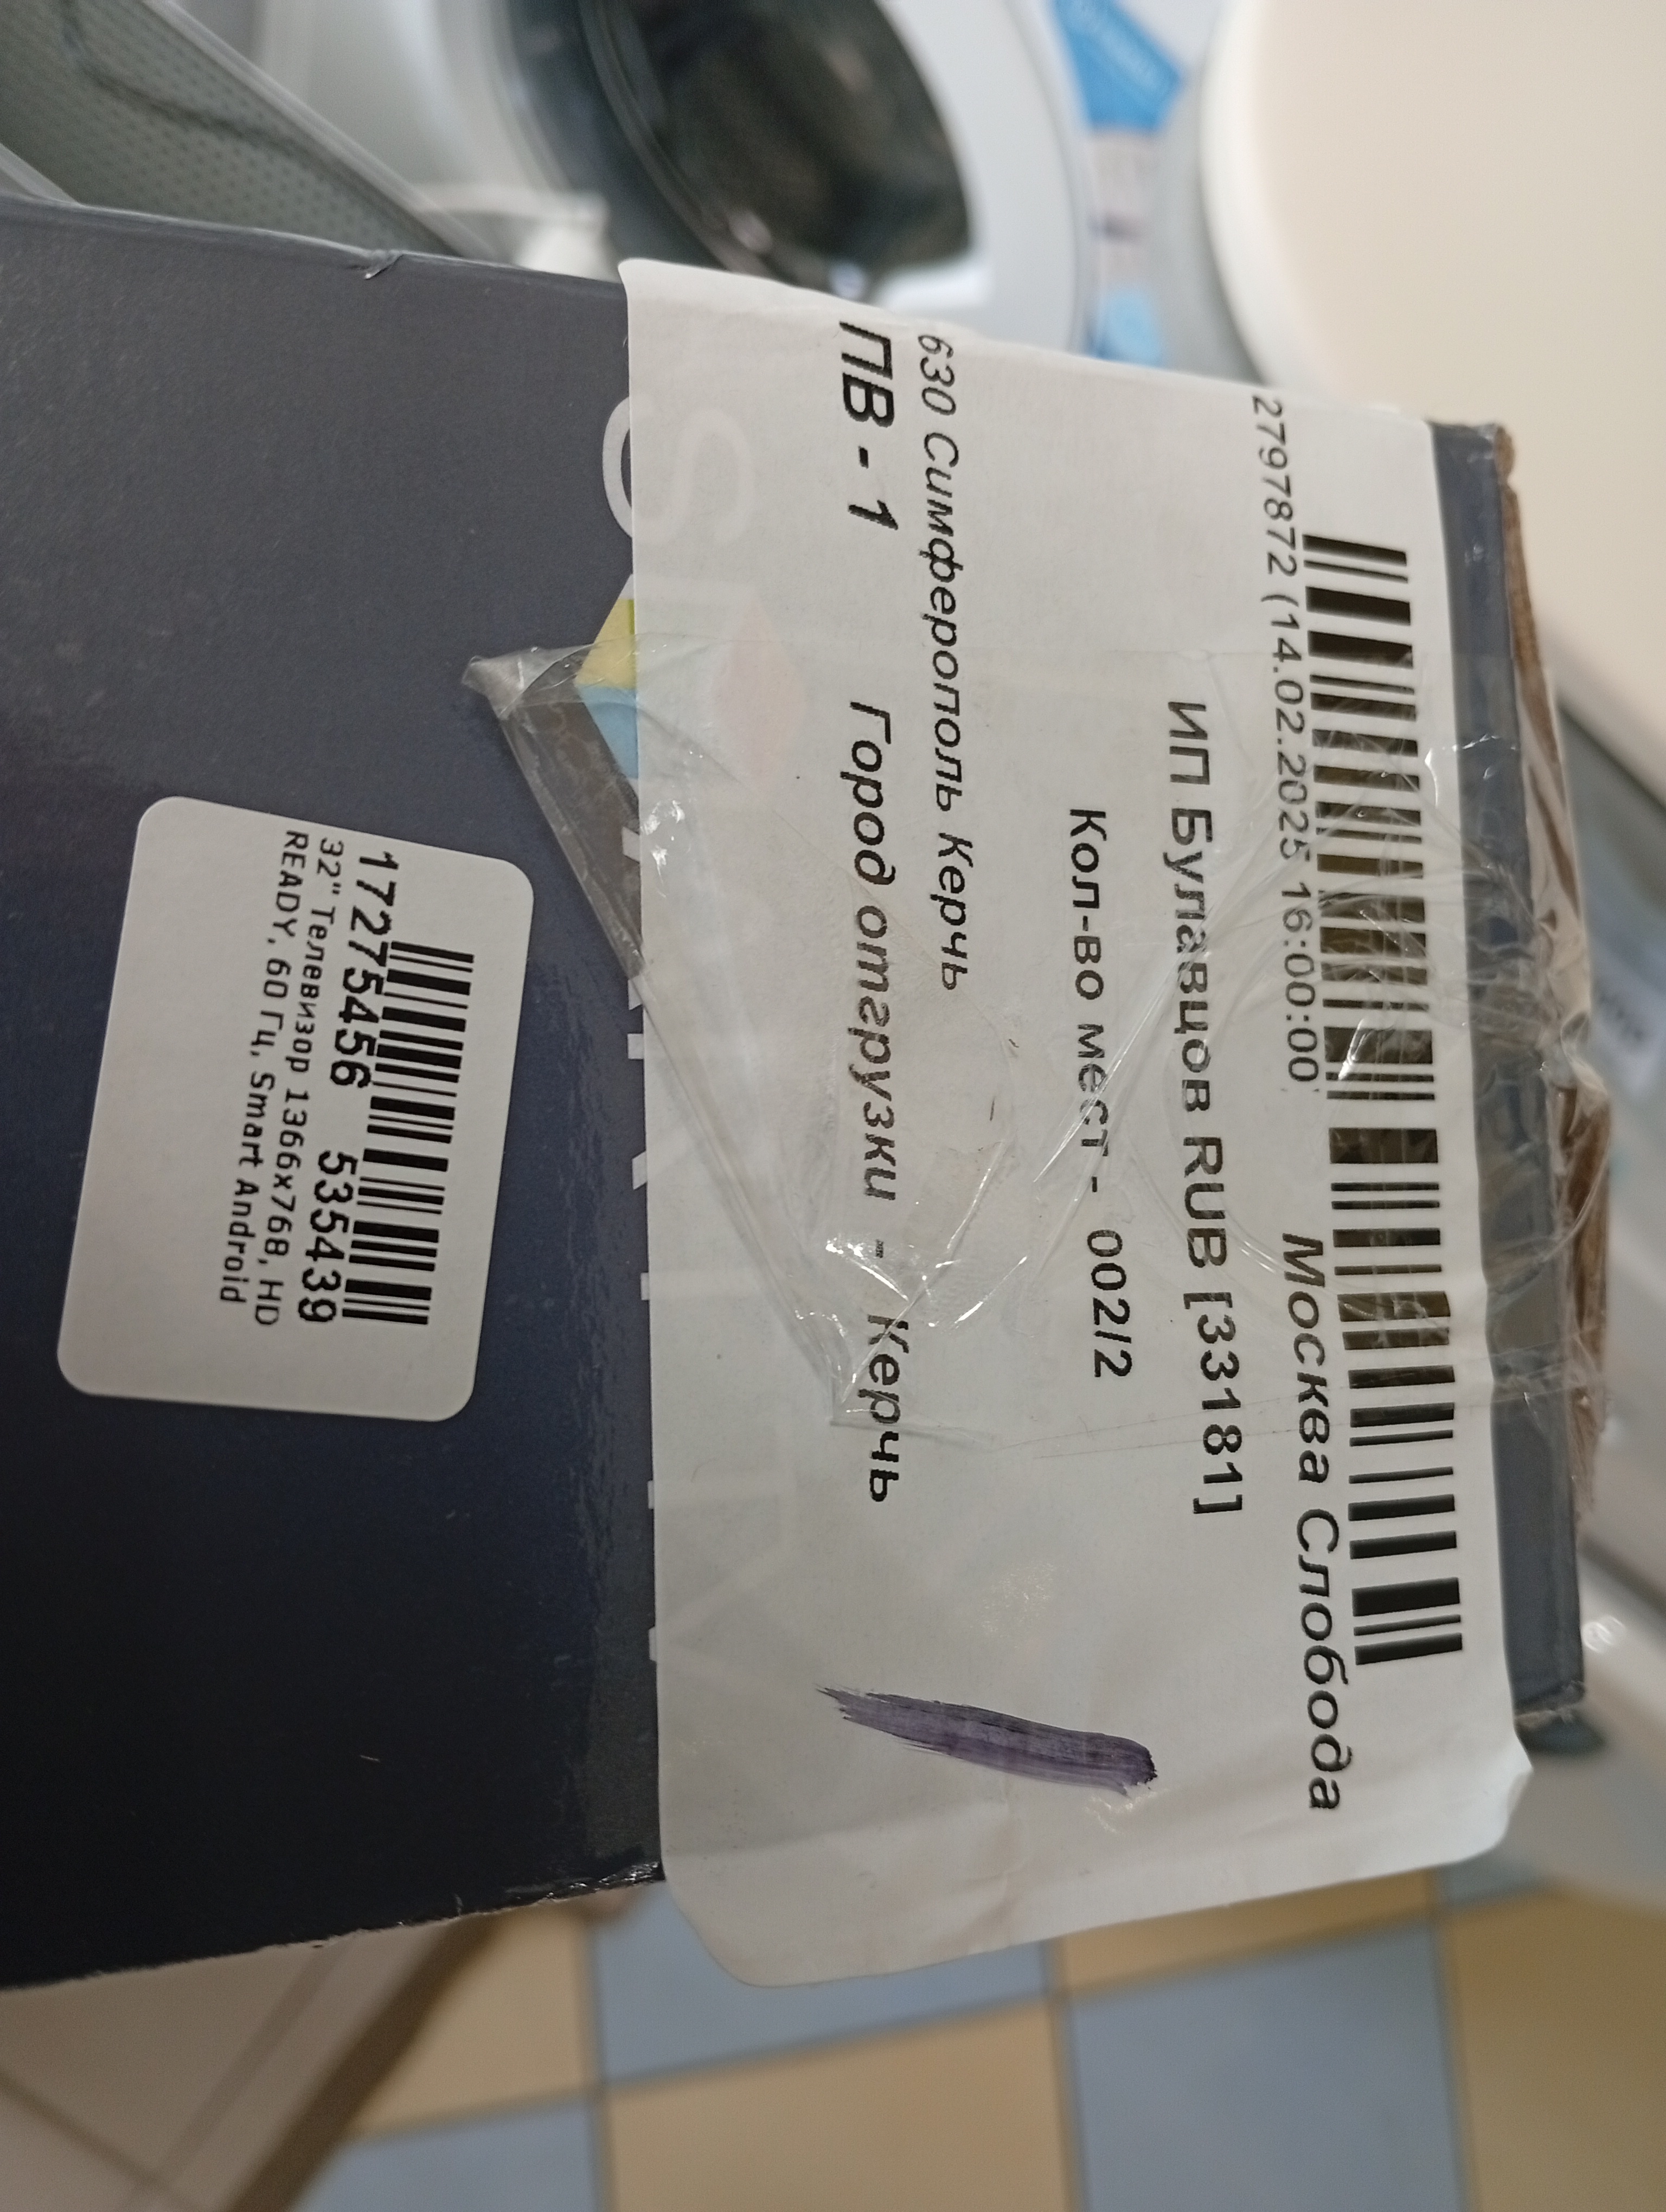 2797872 (14.02.2025 16:00:00 Москва Слобода
ИП Булавцов RUB [33181]
Кол-во мест - 002/2
630 Симферополь Керчь
ПВ - 1 Город отгрузки - Керчь
17275456 535439
32" Телевизор 1366x768, HD
READY, 60 Гц, Smart Android